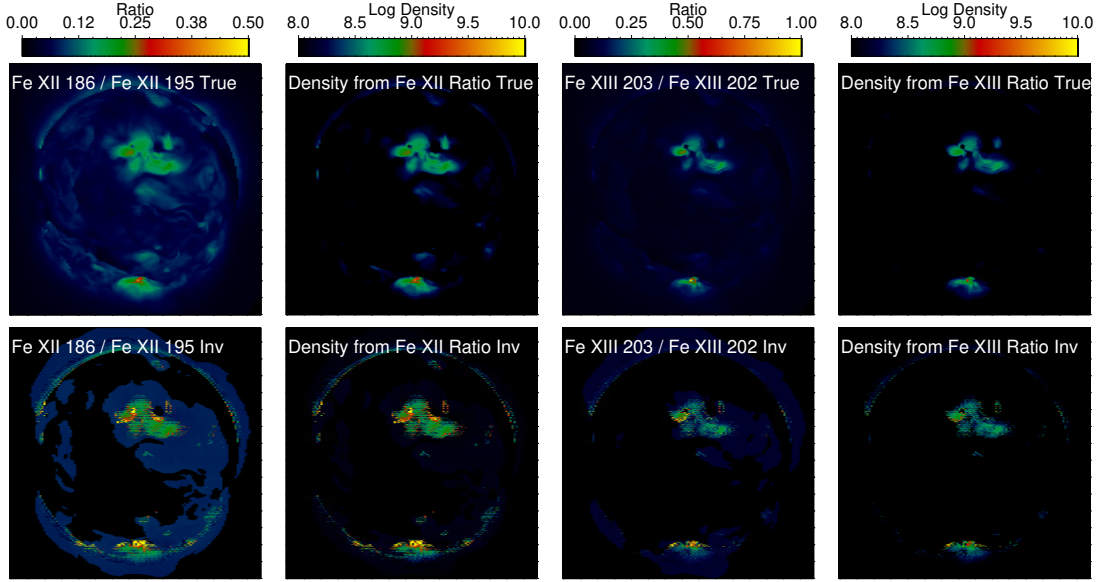 Ratio
0.00 0.12 0.25 0.38 0.50
Log Density
8.0 8.5 9.0 9.5 10.0
Ratio
0.00 0.25 0.50 0.75 1.00
Log Density
8.0 8.5 9.0 9.5 10.0
Fe XII 186 / Fe XII 195 True
Density from Fe XII Ratio True
Fe XIII 203 / Fe XIII 202 True
Density from Fe XIII Ratio True
Fe XII 186 / Fe XII 195 Inv
Density from Fe XII Ratio Inv
Fe XIII 203 / Fe XIII 202 Inv
Density from Fe XIII Ratio Inv